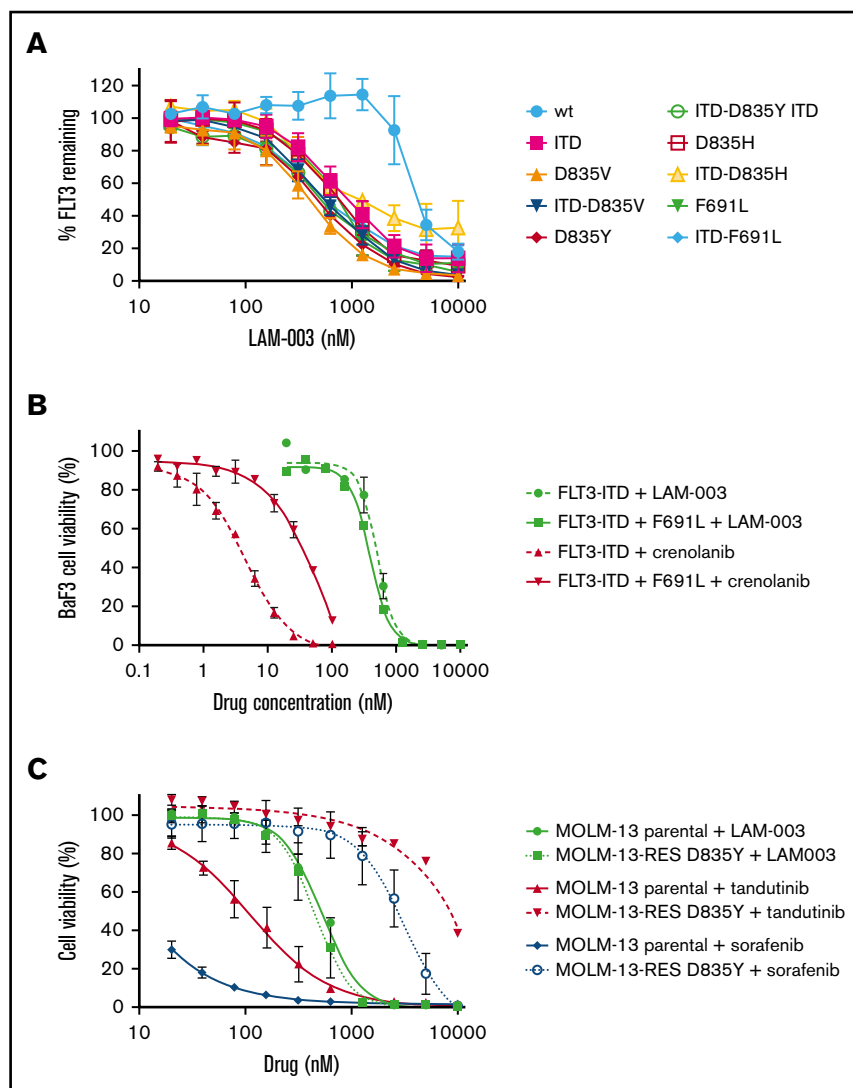 A
% FLT3 remaining
120
100
80
60
40
20
0
10
100
1000
10000
LAM-003 (nM)
wt
ITD
D835V
ITD-D835V
D835Y
ITD-D835Y ITD
D835H
ITD-D835H
F691L
ITD-F691L
B
BaF3 cell viability (%)
100
80
60
40
20
0
0.1
1
10
100
1000
10000
Drug concentration (nM)
FLT3-ITD + LAM-003
FLT3-ITD + F691L + LAM-003
FLT3-ITD + crenolanib
FLT3-ITD + F691L + crenolanib
C
Cell viability (%)
100
80
60
40
20
0
10
100
1000
10000
Drug (nM)
MOLM-13 parental + LAM-003
MOLM-13-RES D835Y + LAM003
MOLM-13 parental + tandutinib
MOLM-13-RES D835Y + tandutinib
MOLM-13 parental + sorafenib
MOLM-13-RES D835Y + sorafenib